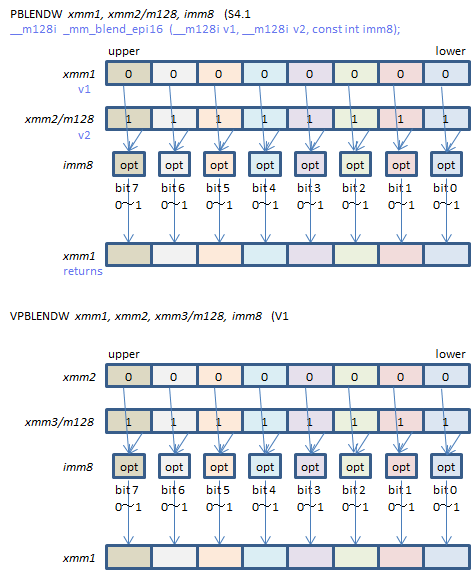 PBLENDW xmm1, xmm2/m128, imm8 (S4.1
__m128i _mm_blend_epi16 (__m128i v1, __m128i v2, const int imm8);
upper lower
xmm1 0 0 0 0 0 0 0 0
v1
xmm2/m128 1 1 1 1 1 1 1 1
v2
imm8 opt opt opt opt opt opt opt opt
bit 7 bit 6 bit 5 bit 4 bit 3 bit 2 bit 1 bit 0
0～1 0～1 0～1 0～1 0～1 0～1 0～1 0～1
xmm1
returns
VPBLENDW xmm1, xmm2, xmm3/m128, imm8 (V1
upper lower
xmm2 0 0 0 0 0 0 0 0
xmm3/m128 1 1 1 1 1 1 1 1
imm8 opt opt opt opt opt opt opt opt
bit 7 bit 6 bit 5 bit 4 bit 3 bit 2 bit 1 bit 0
0～1 0～1 0～1 0～1 0～1 0～1 0～1 0～1
xmm1